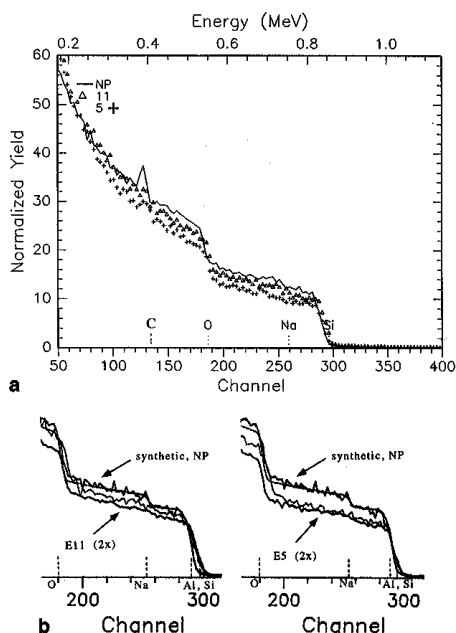 Energy (MeV)
0.2 0.4 0.6 0.8 1.0
60
50
40
30
20
10
0
Normalized Yield
NP
11
5
C O Na Si
50 100 150 200 250 300 350 400
Channel
a
synthetic, NP
E11 (2x)
O Na Al, Si
200 300
Channel
synthetic, NP
E5 (2x)
O Na Al, Si
200 300
Channel
b